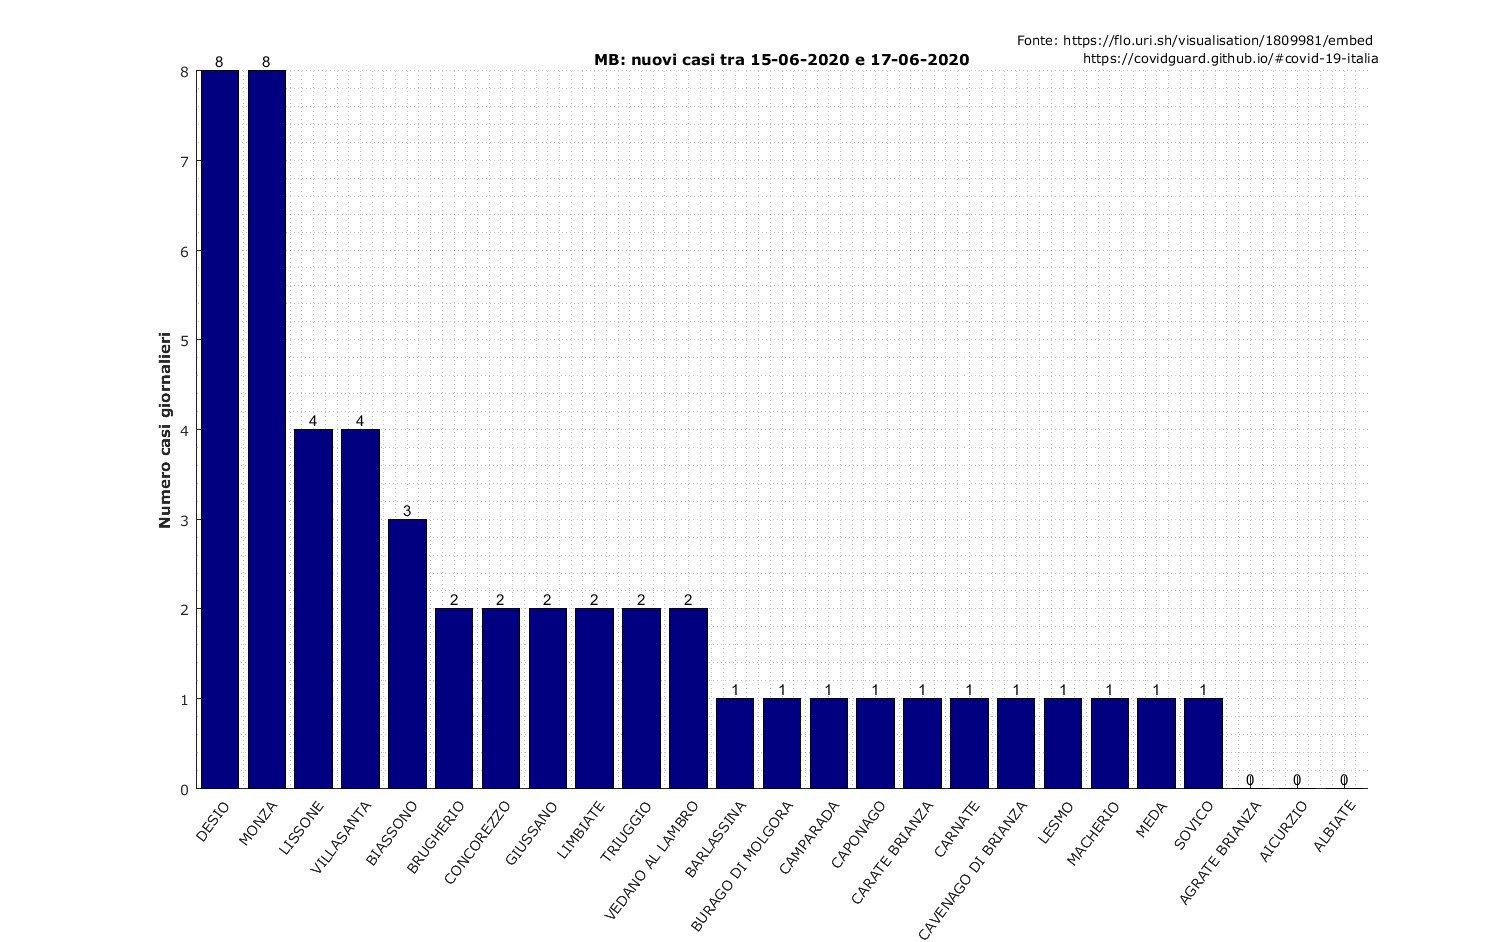 Fonte: https://flo.uri.sh/visualisation/1809981/embed
https://covidguard.github.io/#covid-19-italia
MB: nuovi casi tra 15-06-2020 e 17-06-2020
Numero casi giornalieri
8
7
6
5
4
3
2
1
0
8
8
4
4
3
2
2
2
2
2
2
1
1
1
1
1
1
1
1
1
1
1
0
0
0
DESIO
MONZA
LISSONE
VILLASANTA
BIASSONO
BRUGHERIO
CONCOREZZO
GIUSSANO
LIMBIATE
TRIUGGIO
VEDANO AL LAMBRO
BARLASSINA
BURAGO DI MOLGORA
CAMPARADA
CAPONAGO
CARATE BRIANZA
CARNATE
CAVENAGO DI BRIANZA
LESMO
MACHERIO
MEDA
SOVICO
AGRATE BRIANZA
AICURZIO
ALBIATE